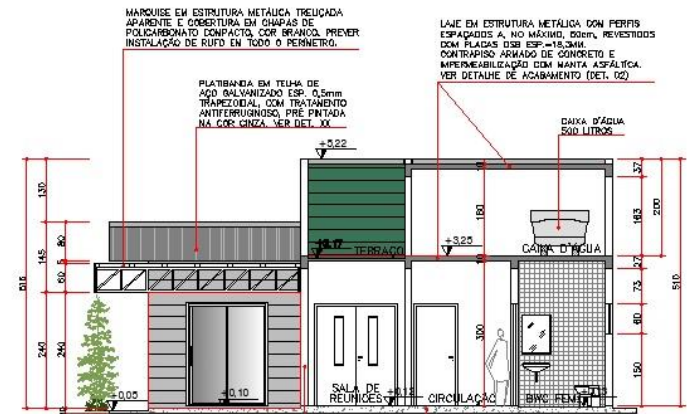 MARQUISE EM ESTRUTURA METÁLICA TRELIÇADA
APARENTE E COBERTURA EM CHAPAS DE
POLICARBONATO COMPACTO, COR BRANCO. PREVER
INSTALAÇÃO DE RUFO EM TODO O PERÍMETRO.
LAJE EM ESTRUTURA METÁLICA COM PERFIS
ESPAÇADOS A, NO MÁXIMO, 60cm, REVESTIDOS
COM PLACAS OSB ESP.=18,3MM.
CONTRAPISO ARMADO DE CONCRETO E
IMPERMEABILIZAÇÃO COM MANTA ASFÁLTICA.
VER DETALHE DE ACABAMENTO (DET. 02)
PLATIBANDA EM TELHA DE
AÇO GALVANIZADO ESP. 0,5mm
TRAPEZOIDAL, COM TRATAMENTO
ANTIFERRUGINOSO, PRÉ PINTADA
NA COR CINZA. VER DET. XX
CAIXA D'ÁGUA
500 LITROS
+5,22
130
37
180
163
200
80
145
TERRAÇO
+3,25
CAIXA D'ÁGUA
5
27
60
73
515
510
60
240
240
300
150
SALA DE
REUNIÕES
CIRCULAÇÃO
BWC FEM.
+0,05
+0,10